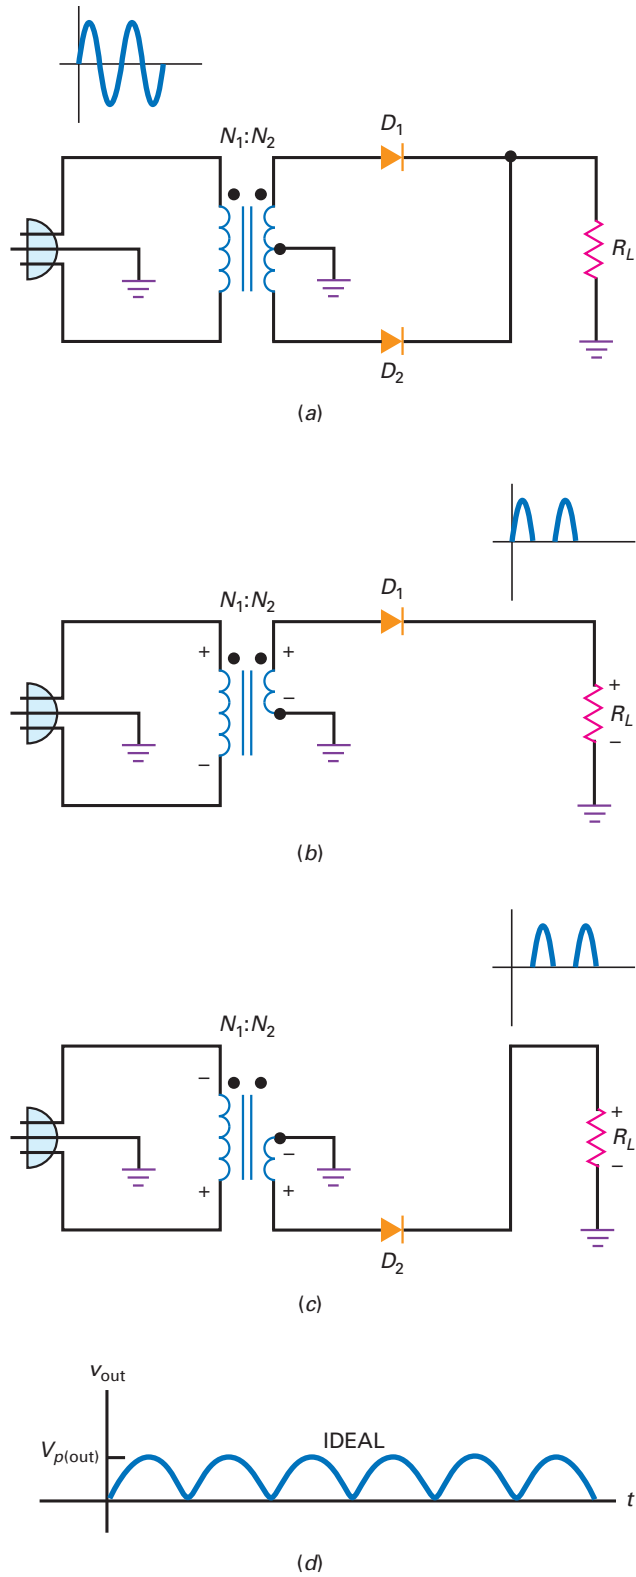 N1:N2
D1
RL
D2
(a)
N1:N2
D1
+
+
−
+
RL
−
−
(b)
N1:N2
−
+
RL
−
−
+
+
D2
(c)
vout
Vp(out)
IDEAL
t
(d)